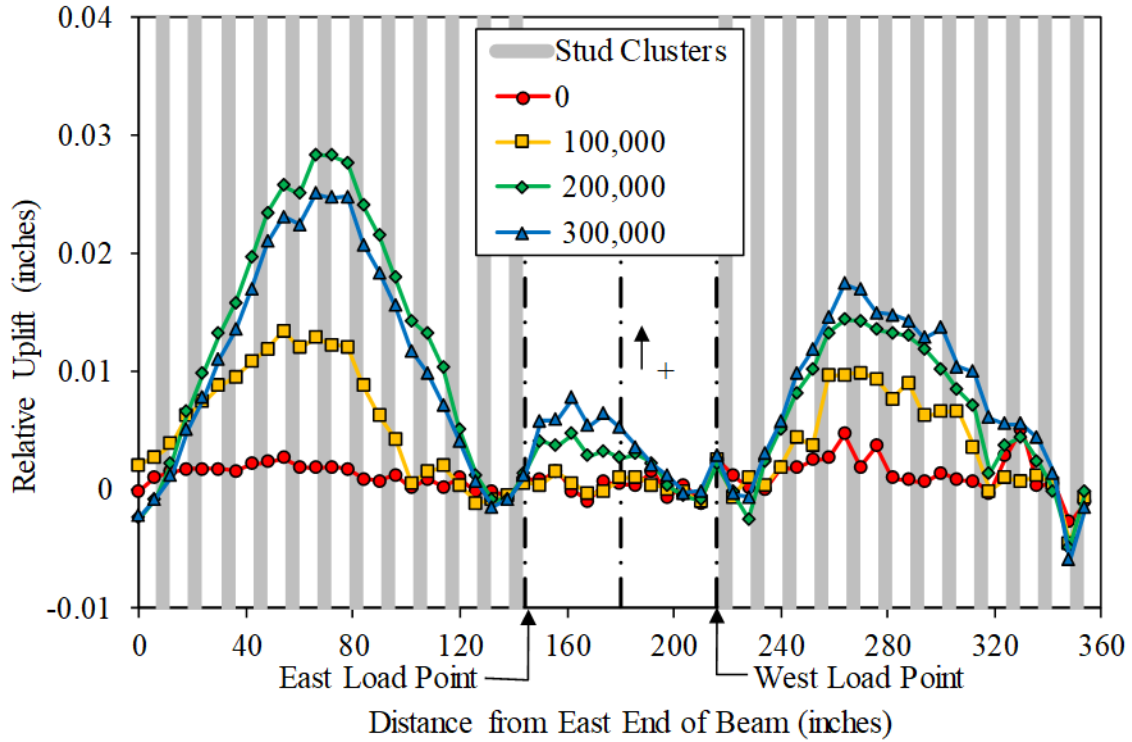 0.04
0.03
0.02
0.01
0
-0.01
Relative Uplift (inches)
Stud Clusters
0
100,000
200,000
300,000
+
0 40 80 120 160 200 240 280 320 360
East Load Point
West Load Point
Distance from East End of Beam (inches)